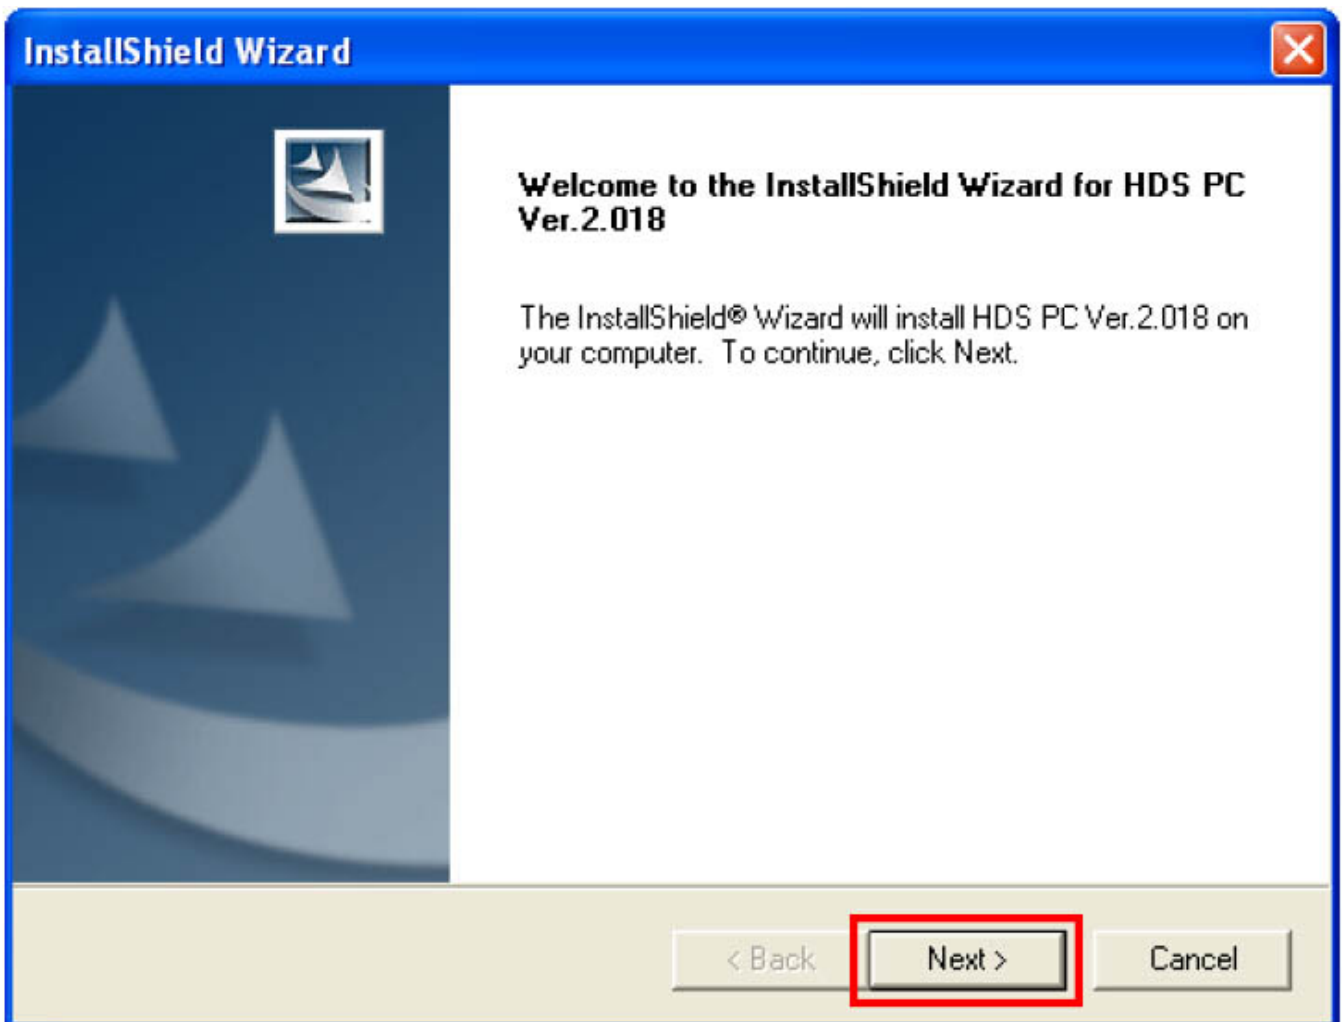 InstallShield Wizard
Welcome to the InstallShield Wizard for HDS PC
Ver.2.018
The InstallShield® Wizard will install HDS PC Ver.2.018 on
your computer.  To continue, click Next.
< Back
Next >
Cancel